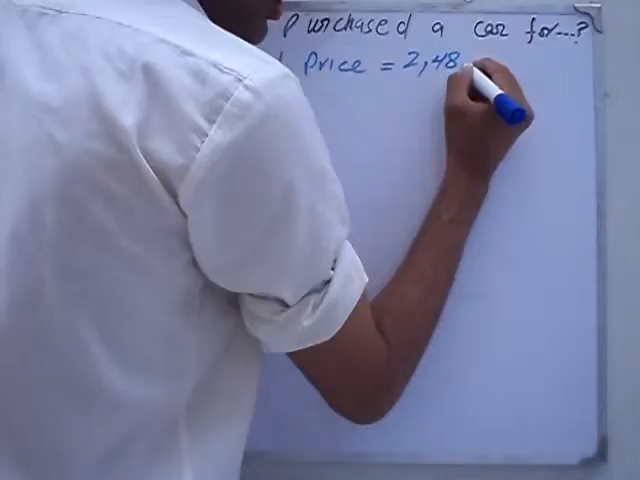 Purchased a car for...?
Price = 2,48